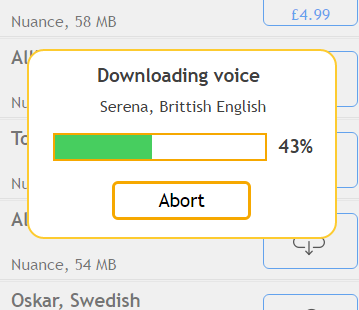 Nuance, 58 MB
£4.99
Downloading voice
Serena, Brittish English
43%
Abort
Nuance, 54 MB
Oskar, Swedish